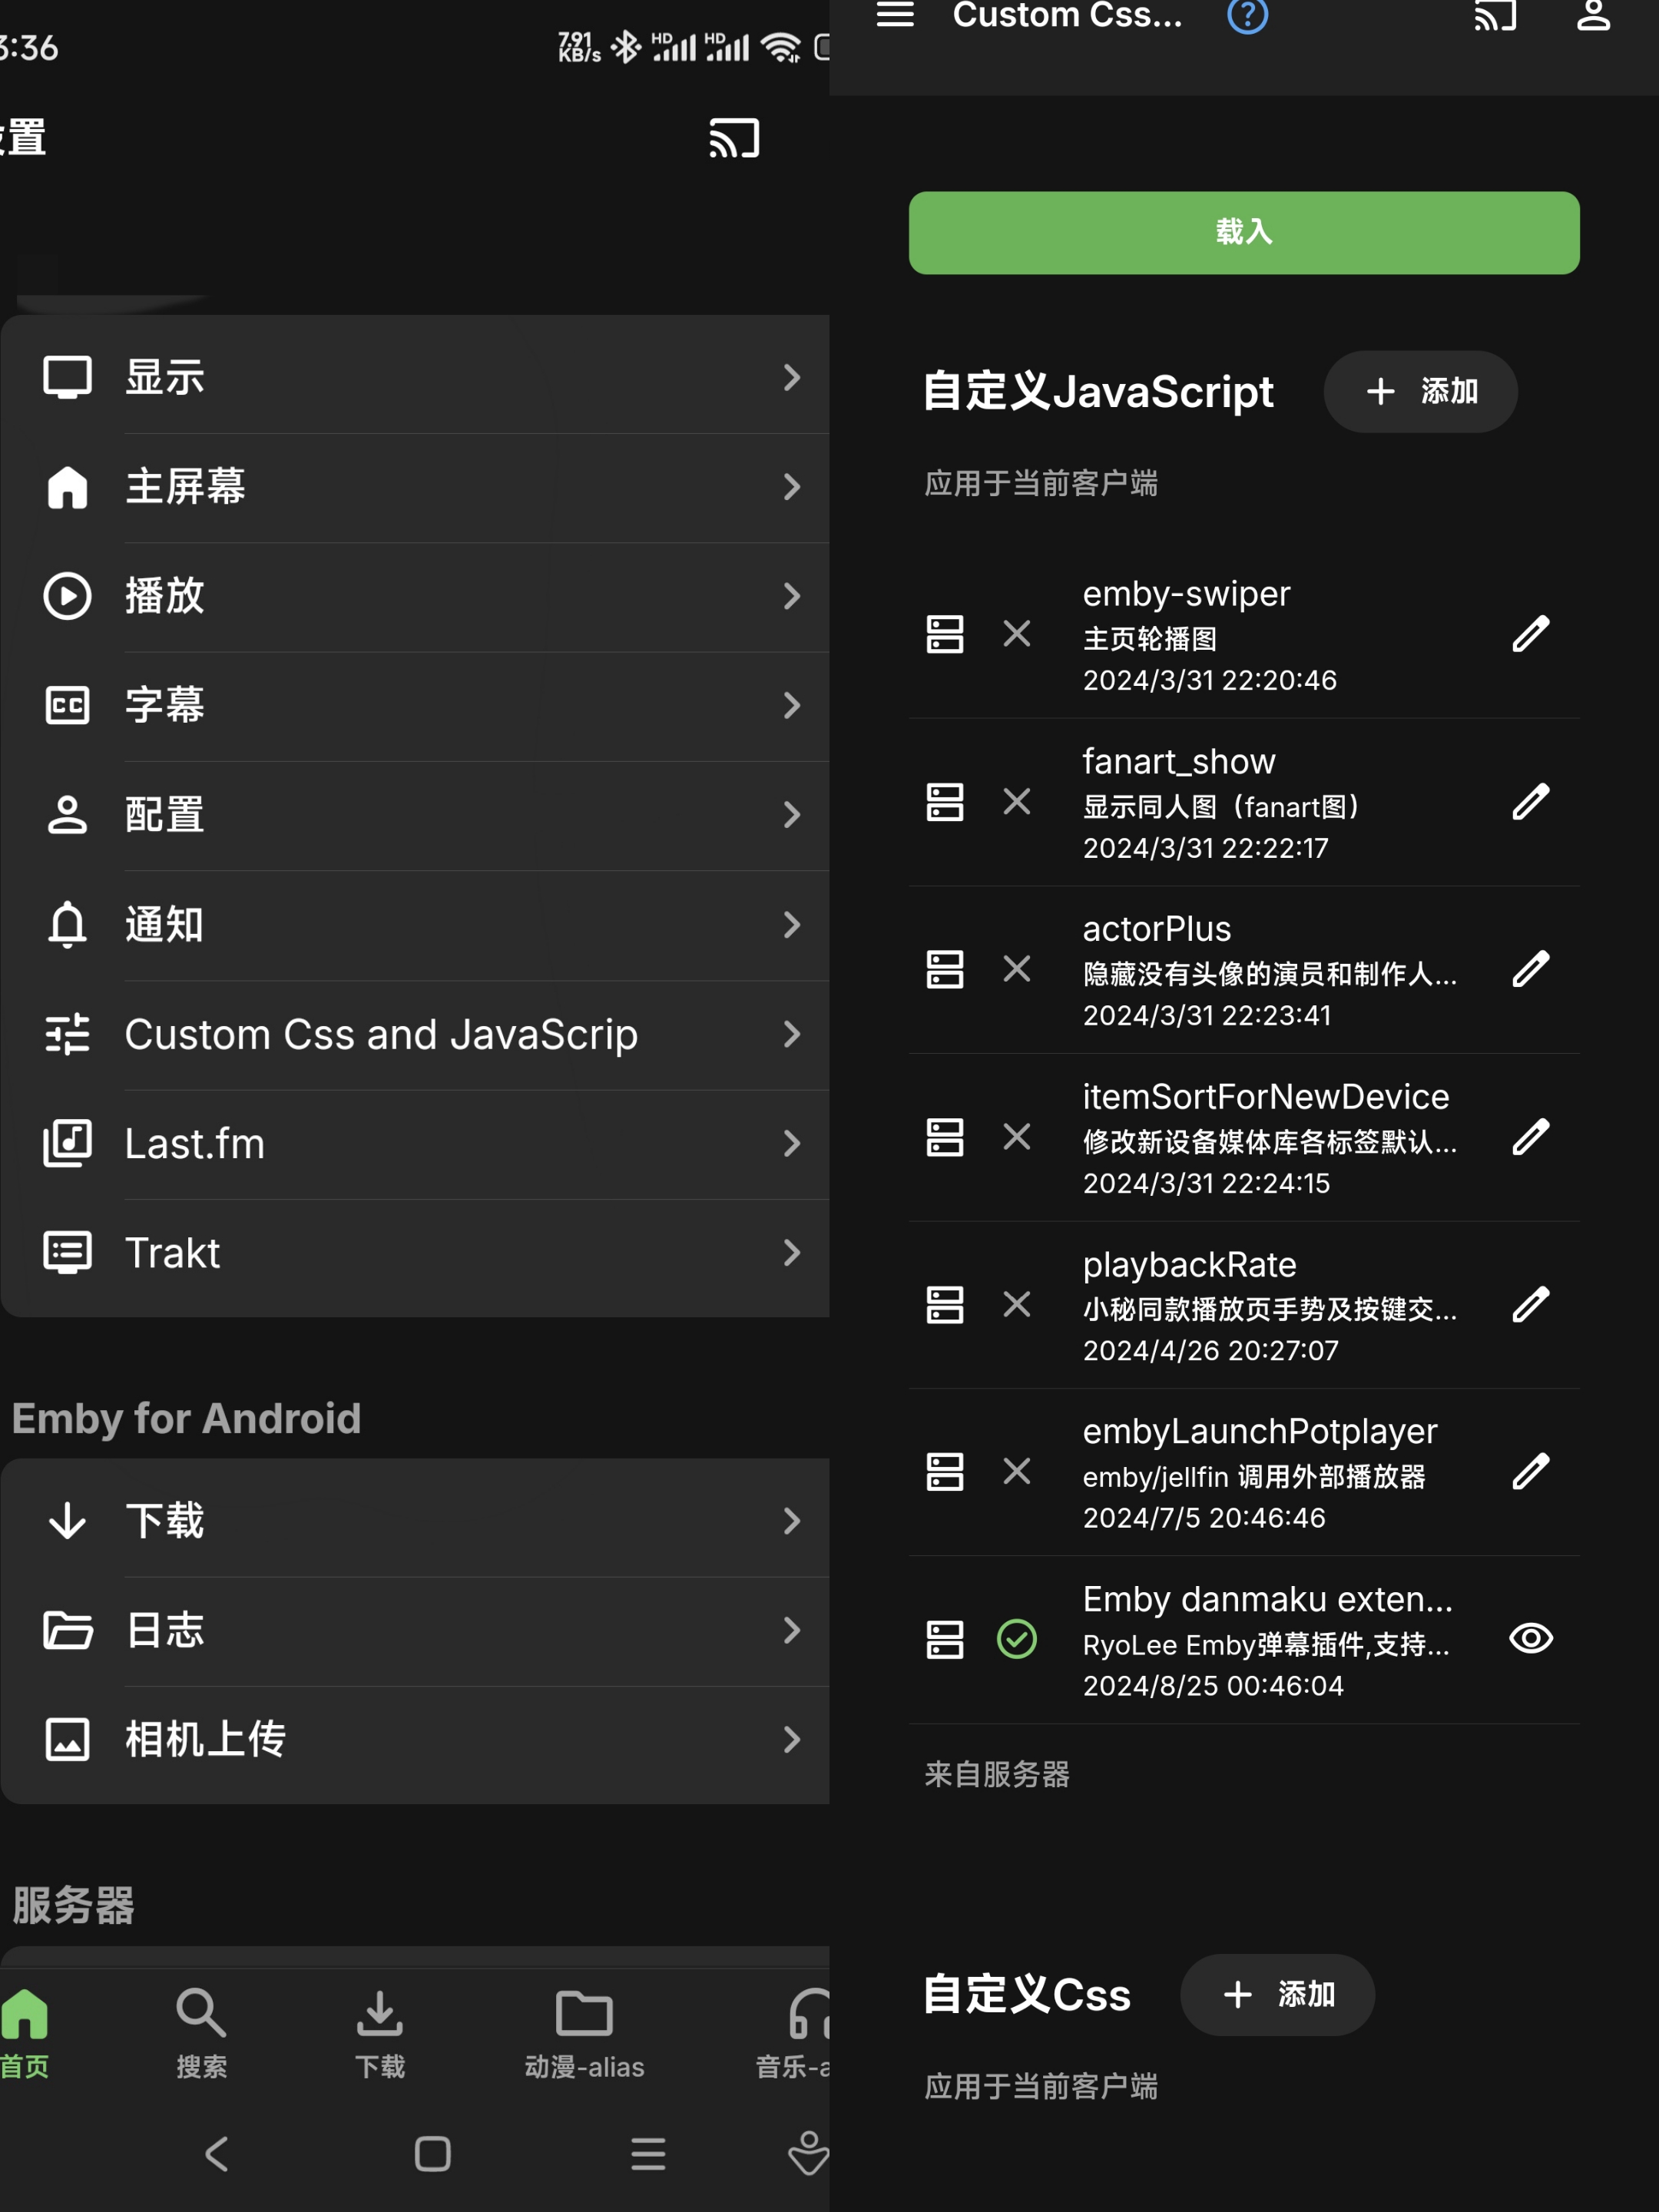 3:36
7.91
KB/s
HD
HD
设置
显示
主屏幕
播放
字幕
CC
配置
通知
Custom Css and JavaScrip
Last.fm
Trakt
Emby for Android
下载
日志
相机上传
服务器
首页
搜索
下载
动漫-alias
音乐-a
Custom Css...
载入
自定义JavaScript
添加
应用于当前客户端
emby-swiper
主页轮播图
2024/3/31 22:20:46
fanart_show
显示同人图（fanart图）
2024/3/31 22:22:17
actorPlus
隐藏没有头像的演员和制作人...
2024/3/31 22:23:41
itemSortForNewDevice
修改新设备媒体库各标签默认...
2024/3/31 22:24:15
playbackRate
小秘同款播放页手势及按键交...
2024/4/26 20:27:07
embyLaunchPotplayer
emby/jellfin 调用外部播放器
2024/7/5 20:46:46
Emby danmaku exten...
RyoLee Emby弹幕插件,支持...
2024/8/25 00:46:04
来自服务器
自定义Css
添加
应用于当前客户端